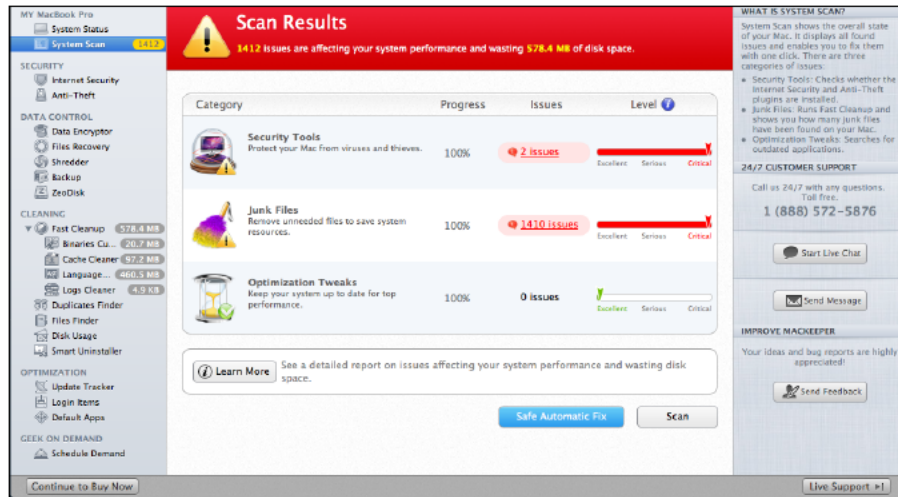 MY MacBook Pro
System Status
System Scan 1412
SECURITY
Internet Security
Anti-Theft
DATA CONTROL
Data Encryptor
Files Recovery
Shredder
Backup
ZeoDisk
CLEANING
Fast Cleanup 578.4 MB
Binaries Cu... 20.7 MB
Cache Cleaner 97.2 MB
Language... 460.5 MB
Logs Cleaner 4.9 KB
Duplicates Finder
Files Finder
Disk Usage
Smart Uninstaller
OPTIMIZATION
Update Tracker
Login Items
Default Apps
GEEK ON DEMAND
Schedule Demand
Continue to Buy Now
Scan Results
1412 issues are affecting your system performance and wasting 578.4 MB of disk space.
Category Progress Issues Level
Security Tools
Protect your Mac from viruses and thieves.
100% 2 issues
Excellent Serious Critical
Junk Files
Remove unneeded files to save system
resources.
100% 1410 issues
Excellent Serious Critical
Optimization Tweaks
Keep your system up to date for top
performance.
100% 0 issues
Excellent Serious Critical
Learn More
See a detailed report on issues affecting your system performance and wasting disk
space.
Safe Automatic Fix Scan
WHAT IS SYSTEM SCAN?
System Scan shows the overall state
of your Mac. It displays all found
issues and enables you to fix them
with one click. There are three
categories of issues:
• Security Tools: Checks whether the
Internet Security and Anti-Theft
plugins are installed.
• Junk Files: Runs Fast Cleanup and
shows you how many junk files
have been found on your Mac.
• Optimization Tweaks: Searches for
outdated applications.
24/7 CUSTOMER SUPPORT
Call us 24/7 with any questions.
Toll free.
1 (888) 572-5876
Start Live Chat
Send Message
IMPROVE MACKEEPER
Your ideas and bug reports are highly
appreciated!
Send Feedback
Live Support